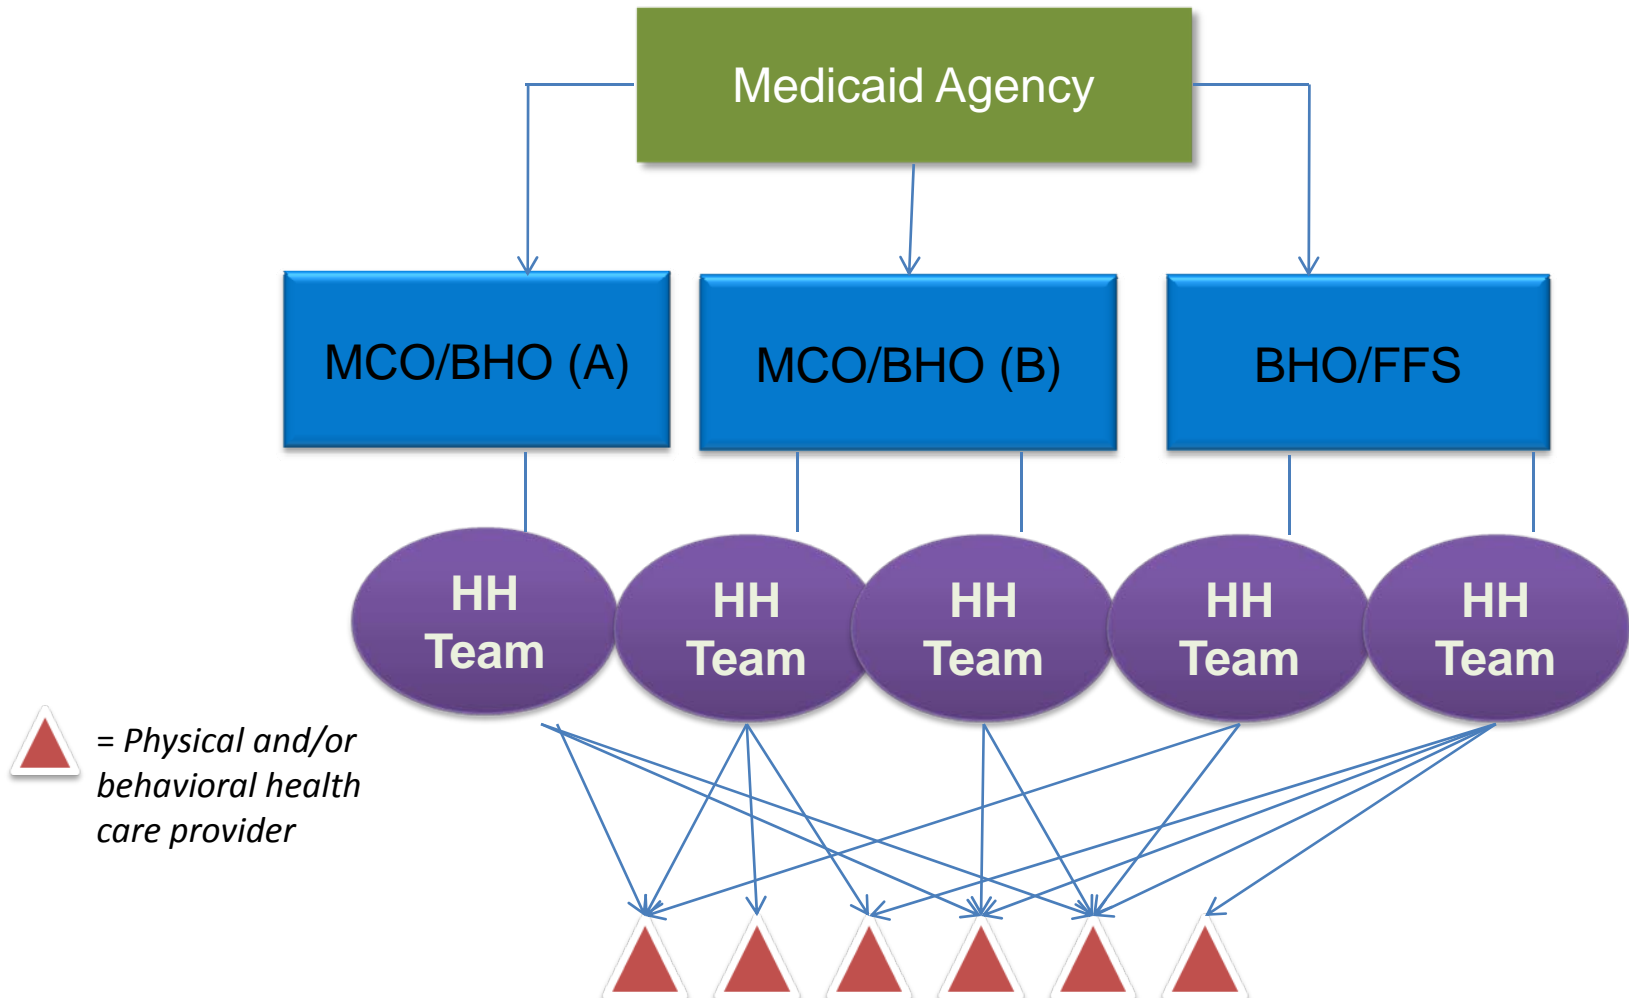 Medicaid Agency
MCO/BHO (A)
MCO/BHO (B)
BHO/FFS
HH
Team
HH
Team
HH
Team
HH
Team
HH
Team
= Physical and/or
behavioral health
care provider